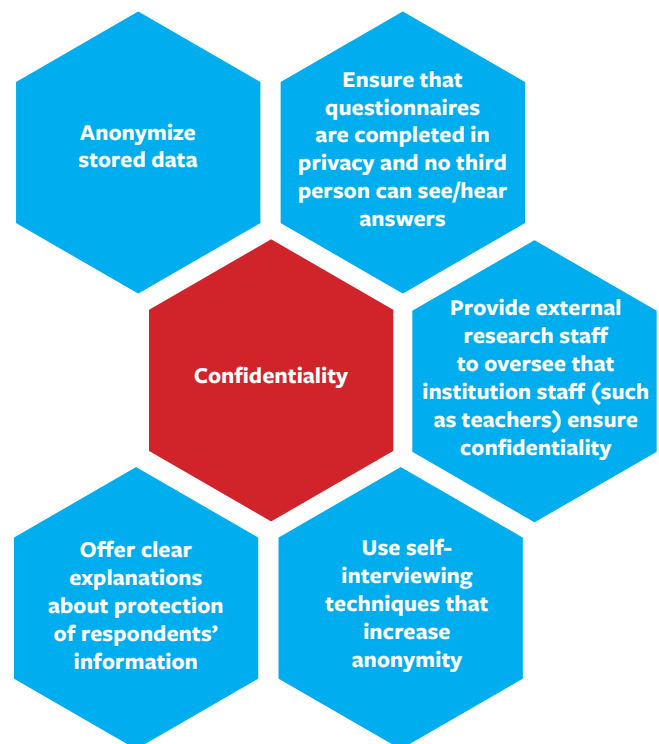 Anonymize
stored data
Ensure that
questionnaires
are completed in
privacy and no third
person can see/hear
answers
Confidentiality
Provide external
research staff
to oversee that
institution staff (such
as teachers) ensure
confidentiality
Offer clear
explanations
about protection
of respondents’
information
Use self-
interviewing
techniques that
increase
anonymity